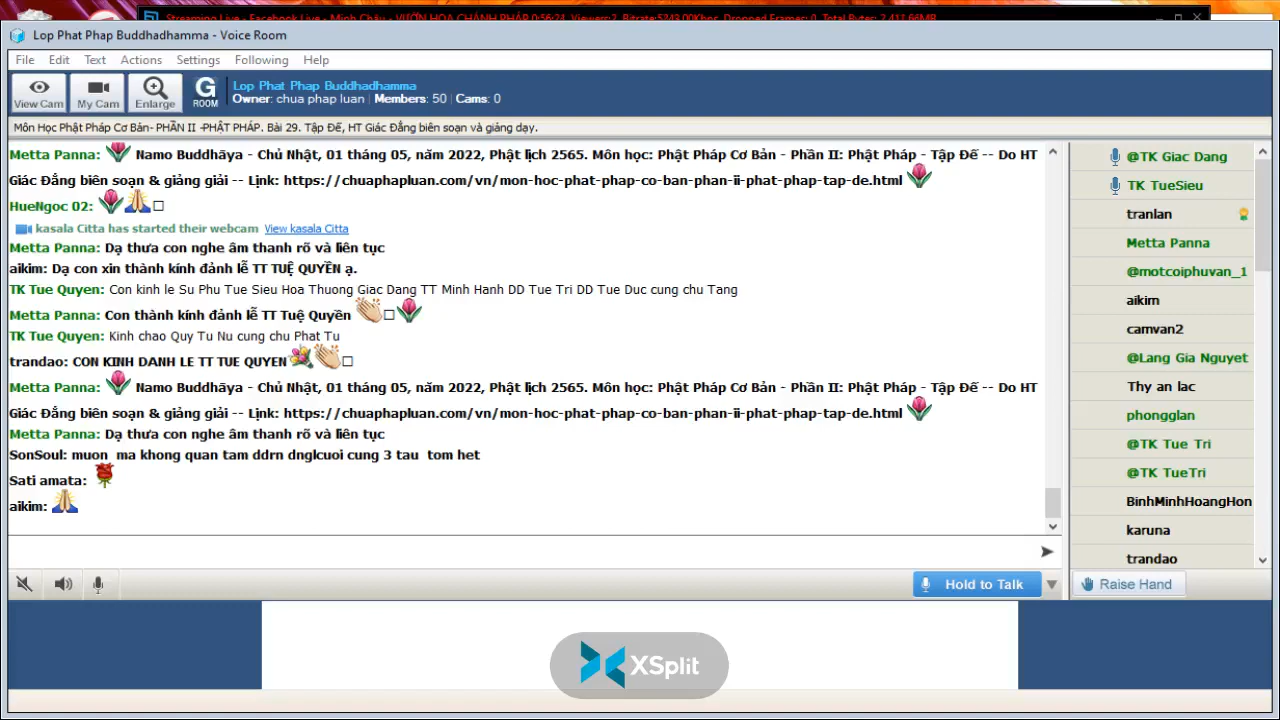 Streaming Live - Facebook Live - Minh Châu - VƯỜN HOA CHÁNH PHÁP 0:56:24, Viewers:2, Bitrate:5243.00Kbps, Dropped Frames: 0, Total Bytes: 2,411.66MB
Lop Phat Phap Buddhadhamma - Voice Room
File Edit Text Actions Settings Following Help
View Cam My Cam Enlarge G ROOM
Lop Phat Phap Buddhadhamma
Owner: chua phap luan | Members: 50 | Cams: 0
Môn Học Phật Pháp Cơ Bản- PHẦN II -PHẬT PHÁP. Bài 29. Tập Đế, HT Giác Đẳng biên soạn và giảng dạy.
Metta Panna: Namo Buddhāya - Chủ Nhật, 01 tháng 05, năm 2022, Phật lịch 2565. Môn học: Phật Pháp Cơ Bản - Phần II: Phật Pháp - Tập Đế -- Do HT
Giác Đẳng biên soạn & giảng giải -- Link: https://chuaphapluan.com/vn/mon-hoc-phat-phap-co-ban-phan-ii-phat-phap-tap-de.html
HueNgoc 02:
kasala Citta has started their webcam View kasala Citta
Metta Panna: Dạ thưa con nghe âm thanh rõ và liên tục
aikim: Dạ con xin thành kính đảnh lễ TT TUỆ QUYỀN ạ.
TK Tue Quyen: Con kinh le Su Phu Tue Sieu Hoa Thuong Giac Dang TT Minh Hanh DD Tue Tri DD Tue Duc cung chu Tang
Metta Panna: Con thành kính đảnh lễ TT Tuệ Quyền
TK Tue Quyen: Kinh chao Quy Tu Nu cung chu Phat Tu
trandao: CON KINH DANH LE TT TUE QUYEN
Metta Panna: Namo Buddhāya - Chủ Nhật, 01 tháng 05, năm 2022, Phật lịch 2565. Môn học: Phật Pháp Cơ Bản - Phần II: Phật Pháp - Tập Đế -- Do HT
Giác Đẳng biên soạn & giảng giải -- Link: https://chuaphapluan.com/vn/mon-hoc-phat-phap-co-ban-phan-ii-phat-phap-tap-de.html
Metta Panna: Dạ thưa con nghe âm thanh rõ và liên tục
SonSoul: muon ma khong quan tam ddrn dnglcuoi cung 3 tau tom het
Sati amata:
aikim:
@TK Giac Dang
TK TueSieu
tranlan
Metta Panna
@motcoiphuvan_1
aikim
camvan2
@Lang Gia Nguyet
Thy an lac
phongglan
@TK Tue Tri
@TK TueTri
BinhMinhHoangHon
karuna
trandao
Hold to Talk
Raise Hand
XSplit